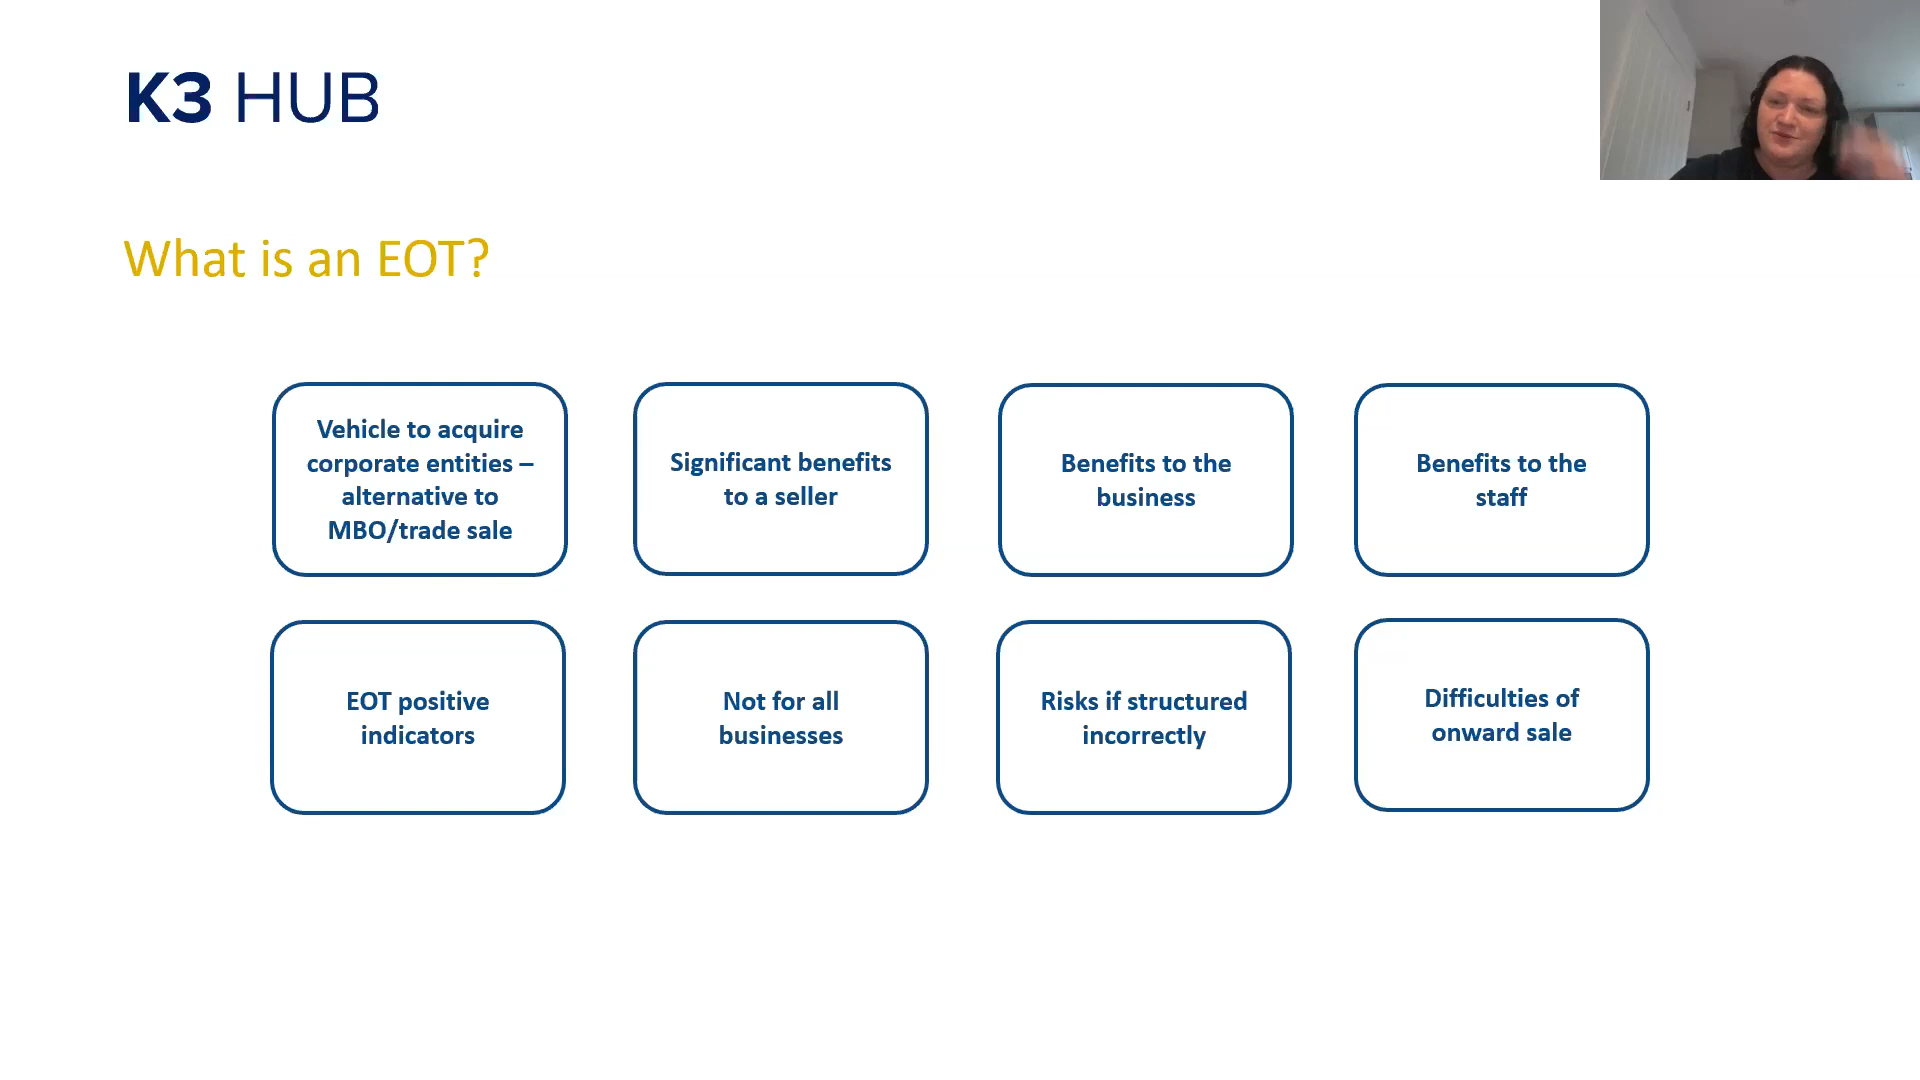 K3 HUB
What is an EOT?
Vehicle to acquire
corporate entities –
alternative to
MBO/trade sale
Significant benefits
to a seller
Benefits to the
business
Benefits to the
staff
EOT positive
indicators
Not for all
businesses
Risks if structured
incorrectly
Difficulties of
onward sale